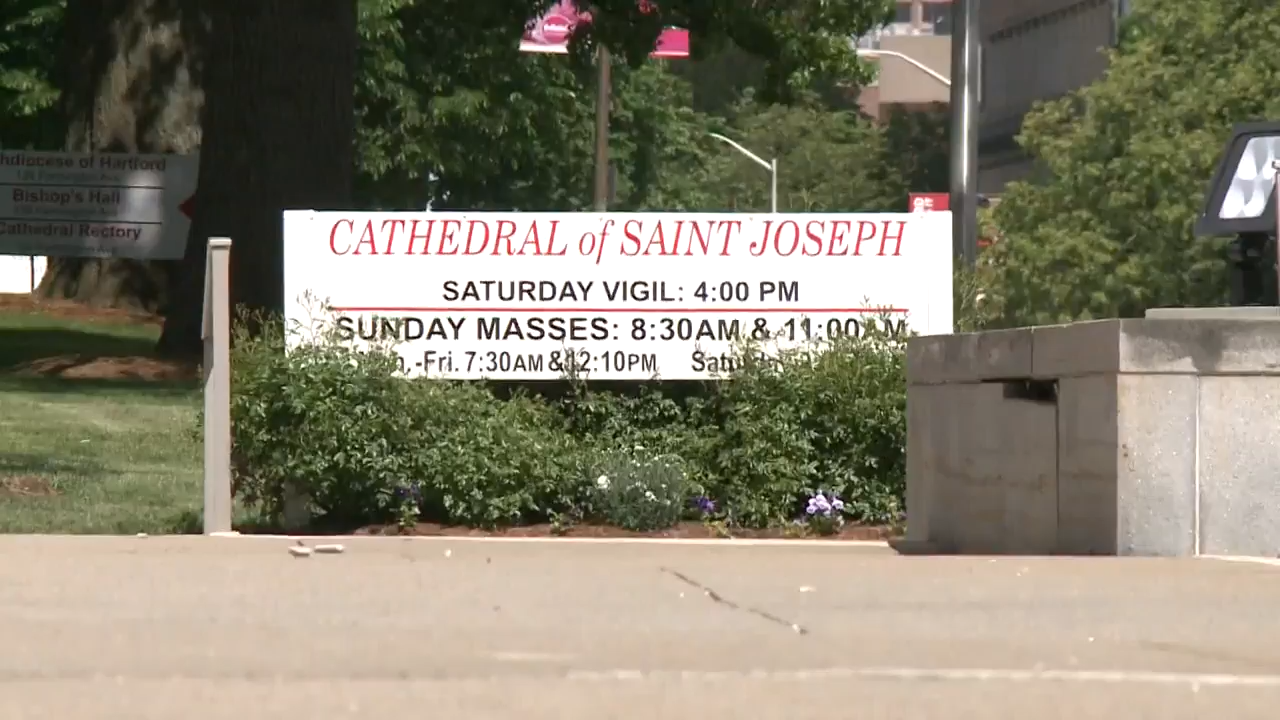 hdiocese of Hartford
Bishop's Hall
Cathedral Rectory
CATHEDRAL of SAINT JOSEPH
SATURDAY VIGIL: 4:00 PM
SUNDAY MASSES: 8:30AM & 11:00AM
-Fri. 7:30AM & 12:10PM